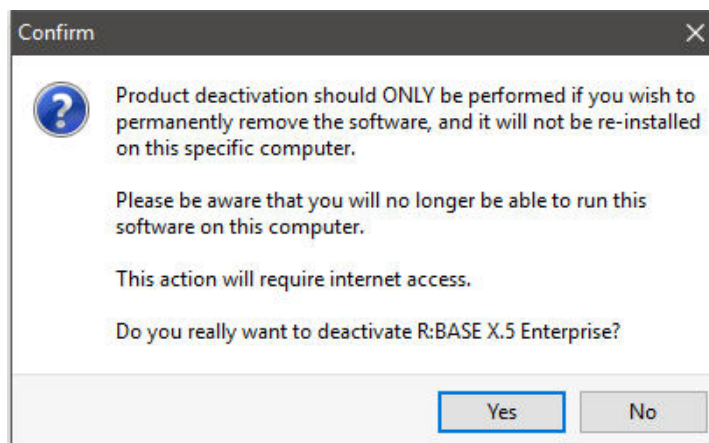 Confirm
Product deactivation should ONLY be performed if you wish to
permanently remove the software, and it will not be re-installed
on this specific computer.
Please be aware that you will no longer be able to run this
software on this computer.
This action will require internet access.
Do you really want to deactivate R:BASE X.5 Enterprise?
Yes
No